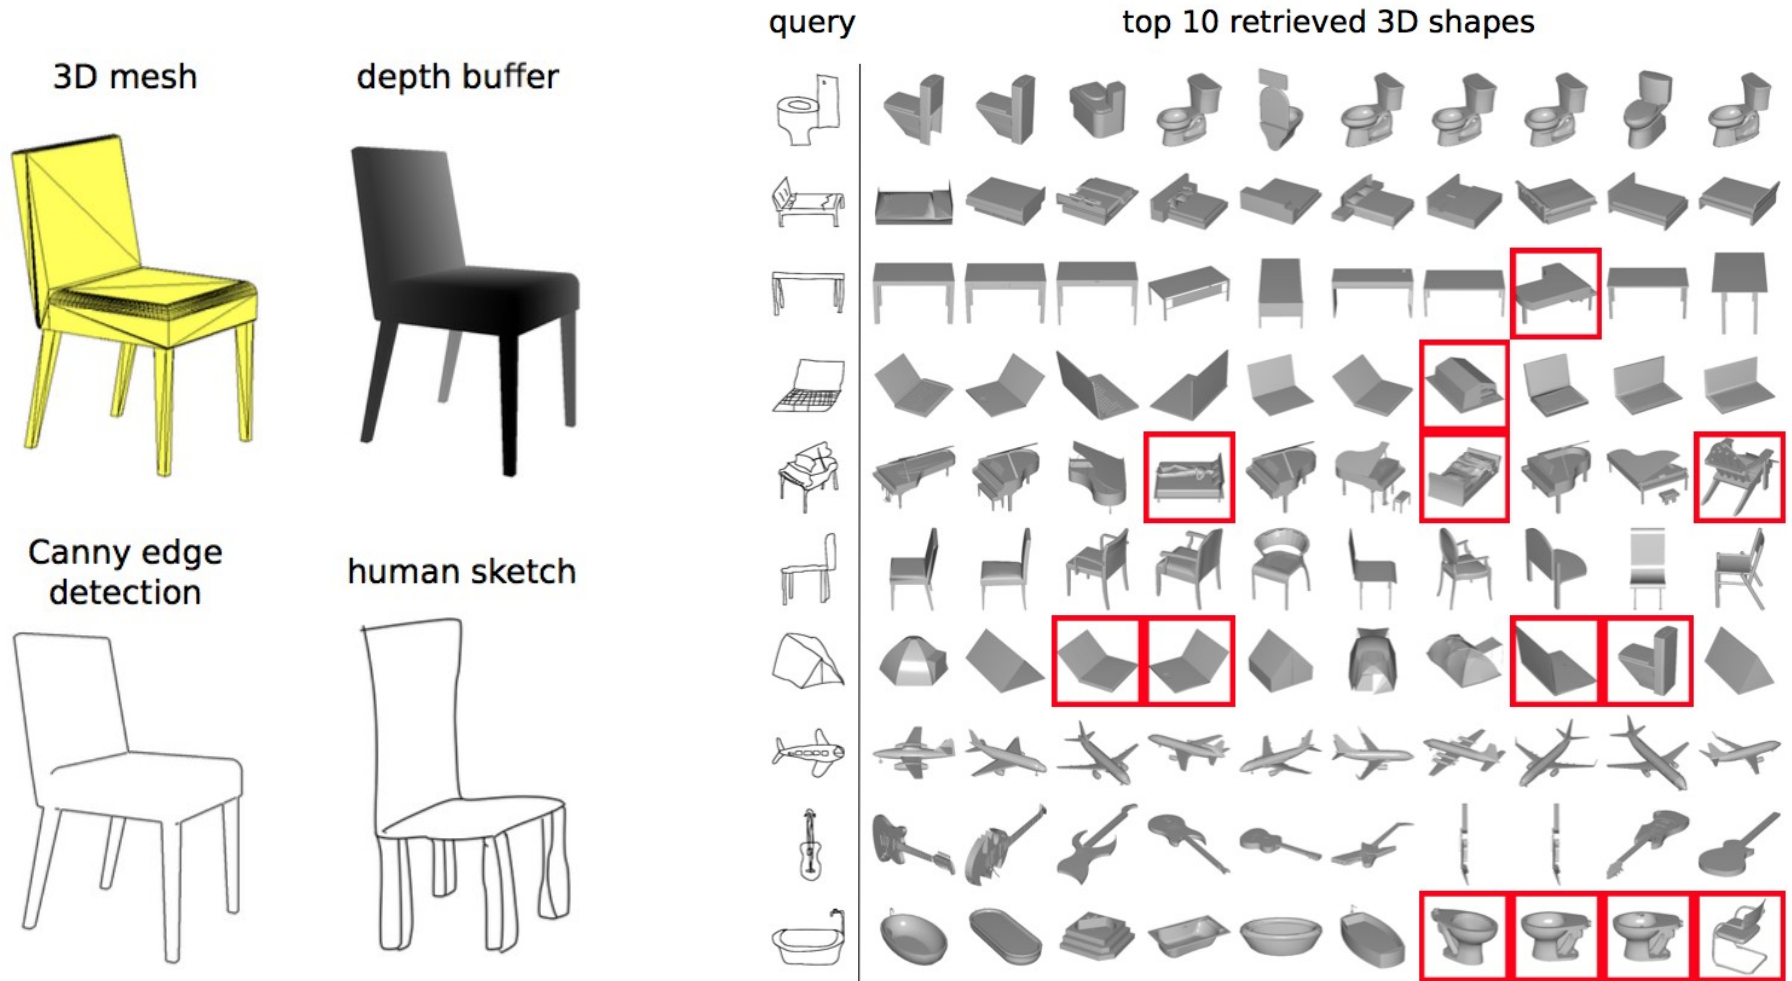 3D mesh
depth buffer
Canny edge
detection
human sketch
query
top 10 retrieved 3D shapes